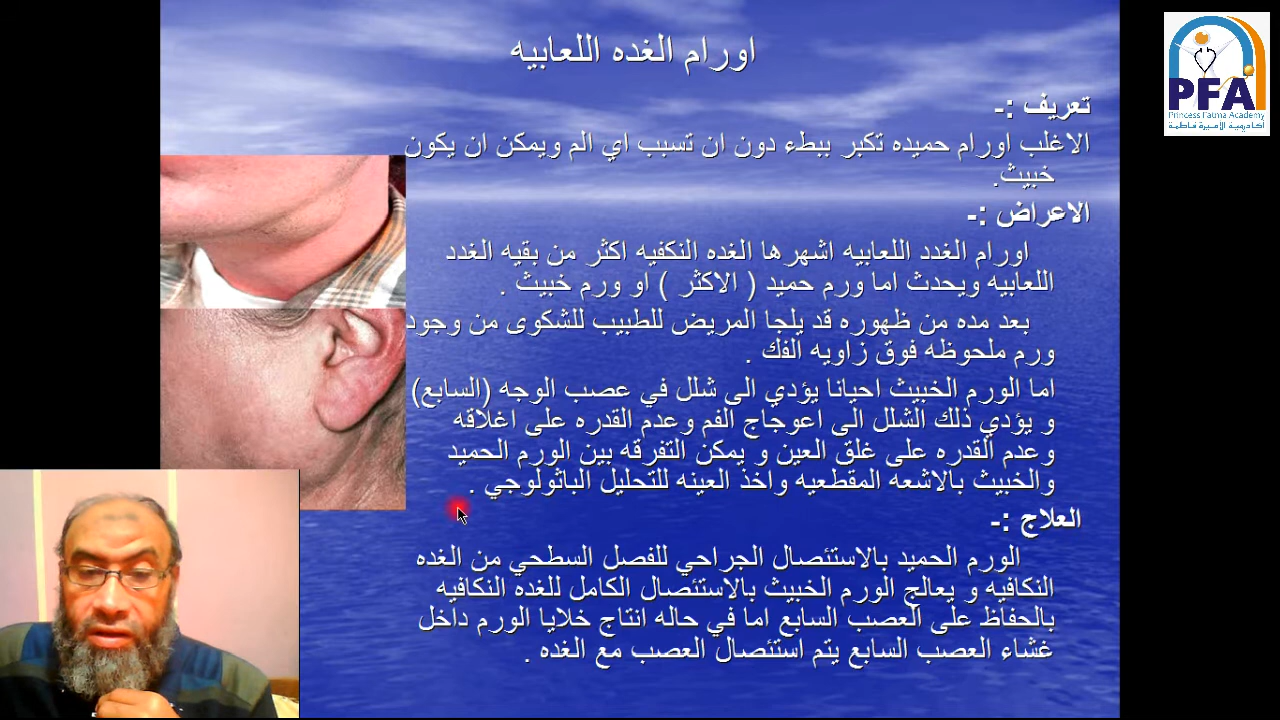 اورام الغده اللعابيه
تعريف :-
الاغلب اورام حميده تكبر ببطء دون ان تسبب اي الم ويمكن ان يكون
خبيث.
الاعراض :-
اورام الغدد اللعابيه اشهرها الغده النكفيه اكثر من بقيه الغدد
اللعابيه ويحدث اما ورم حميد ( الاكثر ) او ورم خبيث .
بعد مده من ظهوره قد يلجا المريض للطبيب للشكوى من وجود
ورم ملحوظه فوق زاويه الفك .
اما الورم الخبيث احيانا يؤدي الى شلل في عصب الوجه (السابع)
و يؤدي ذلك الشلل الى اعوجاج الفم وعدم القدره على اغلاقه
وعدم القدره على غلق العين و يمكن التفرقه بين الورم الحميد
والخبيث بالاشعه المقطعيه واخذ العينه للتحليل الباثولوجي .
العلاج :-
الورم الحميد بالاستئصال الجراحي للفصل السطحي من الغده
النكافيه و يعالج الورم الخبيث بالاستئصال الكامل للغده النكافيه
بالحفاظ على العصب السابع اما في حاله انتاج خلايا الورم داخل
غشاء العصب السابع يتم استئصال العصب مع الغده .
PFA
Princess Fatma Academy
أكاديمية الأميرة فاطمة